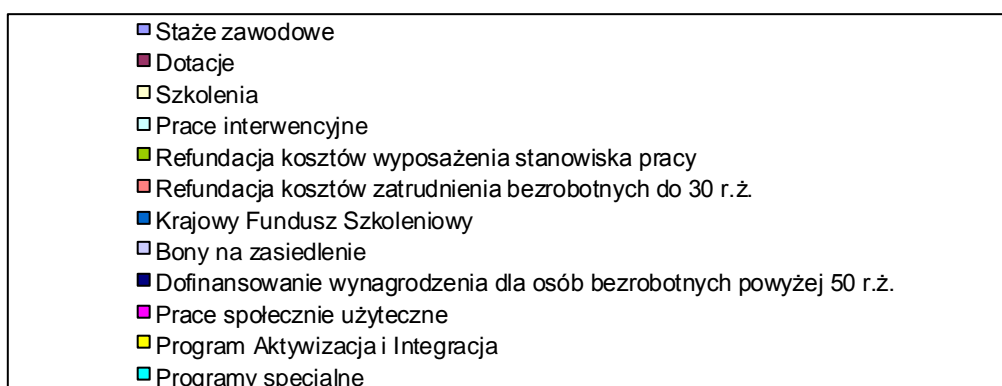 Staże zawodowe
Dotacje
Szkolenia
Prace interwencyjne
Refundacja kosztów wyposażenia stanowiska pracy
Refundacja kosztów zatrudnienia bezrobotnych do 30 r.ż.
Krajowy Fundusz Szkoleniowy
Bony na zasiedlenie
Dofinansowanie wynagrodzenia dla osób bezrobotnych powyżej 50 r.ż.
Prace społecznie użyteczne
Program Aktywizacja i Integracja
Programy specjalne